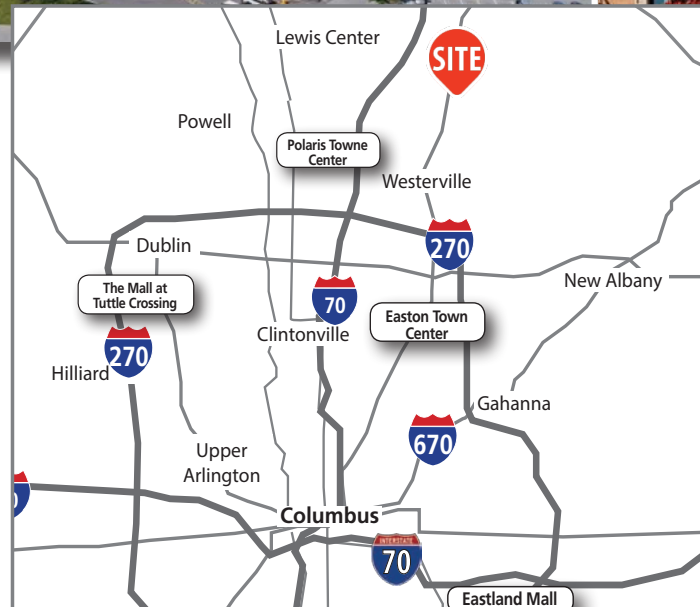 Lewis Center
SITE
Powell
Polaris Towne
Center
Westerville
270
Dublin
New Albany
The Mall at
Tuttle Crossing
70
Easton Town
Center
Clintonville
270
Hilliard
Gahanna
670
Upper
Arlington
Columbus
INTERSTATE
70
Eastland Mall